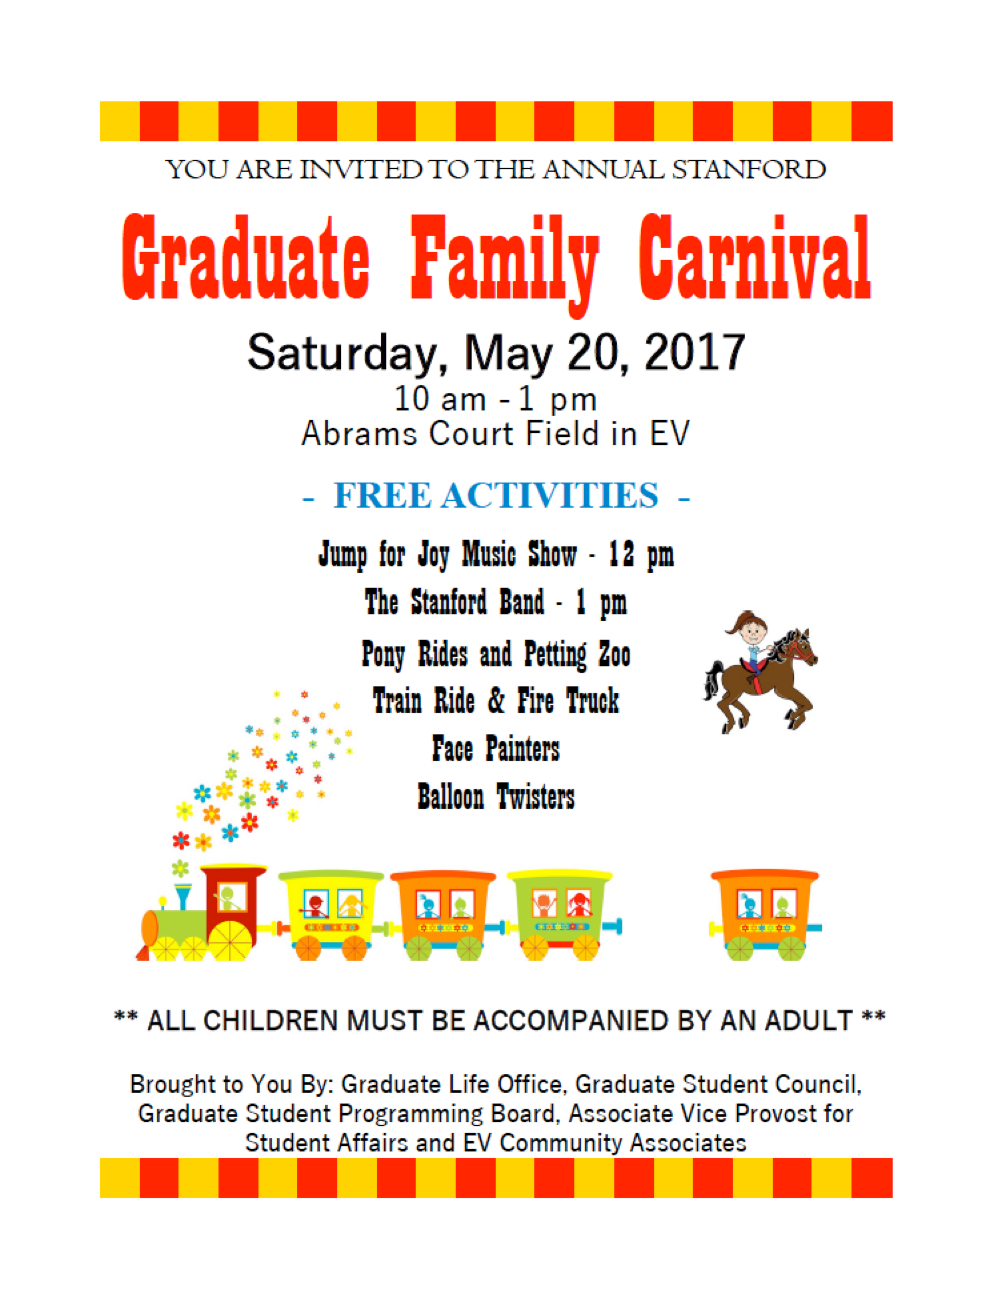 YOU ARE INVITED TO THE ANNUAL STANFORD
Graduate Family Carnival
Saturday, May 20, 2017
10 am - 1 pm
Abrams Court Field in EV
- FREE ACTIVITIES -
Jump for Joy Music Show - 12 pm
The Stanford Band - 1 pm
Pony Rides and Petting Zoo
Train Ride & Fire Truck
Face Painters
Balloon Twisters
** ALL CHILDREN MUST BE ACCOMPANIED BY AN ADULT **
Brought to You By: Graduate Life Office, Graduate Student Council,
Graduate Student Programming Board, Associate Vice Provost for
Student Affairs and EV Community Associates